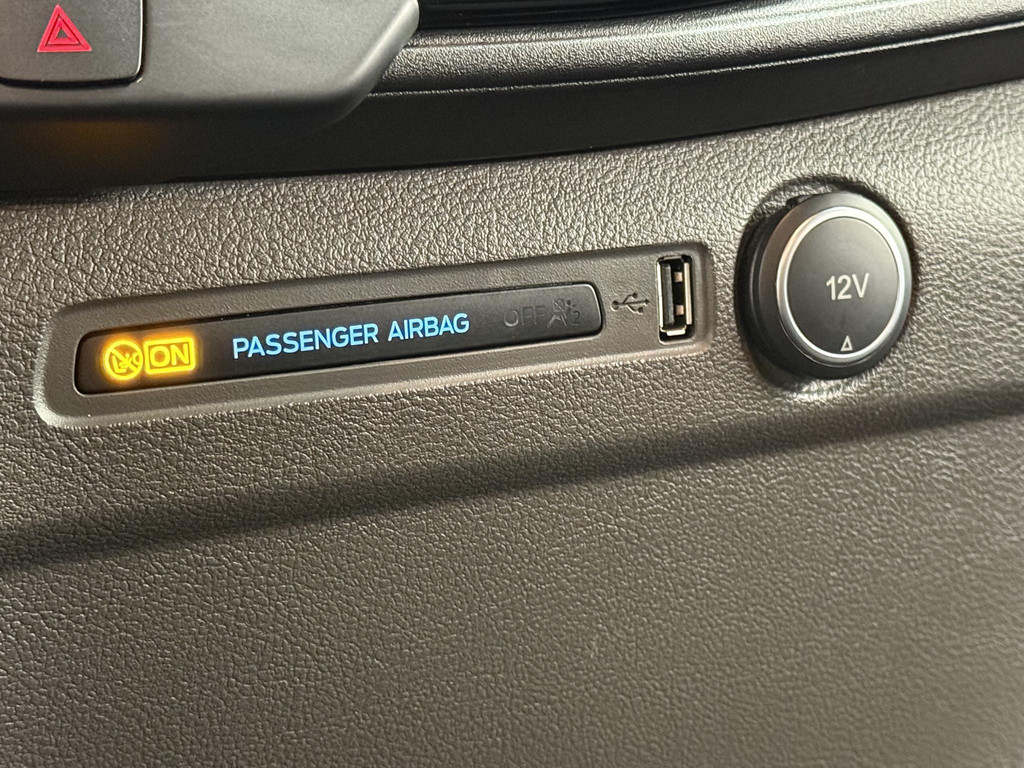 ON PASSENGER AIRBAG OFF
12V